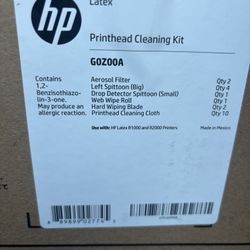 hp
Latex
Printhead Cleaning Kit
G0Z00A
Contains
1,2-
Benzisothiazo-
lin-3-one.
May produce an
allergic reaction.
Aerosol Filter Qty 2
Left Spittoon (Big) Qty 4
Drop Detector Spittoon (Small) Qty 1
Web Wipe Roll Qty 1
Hard Wiping Blade Qty 2
Printhead Cleaning Cloth Qty 10
Use with: HP Latex R1000 and R2000 Printers
Made in Mexico